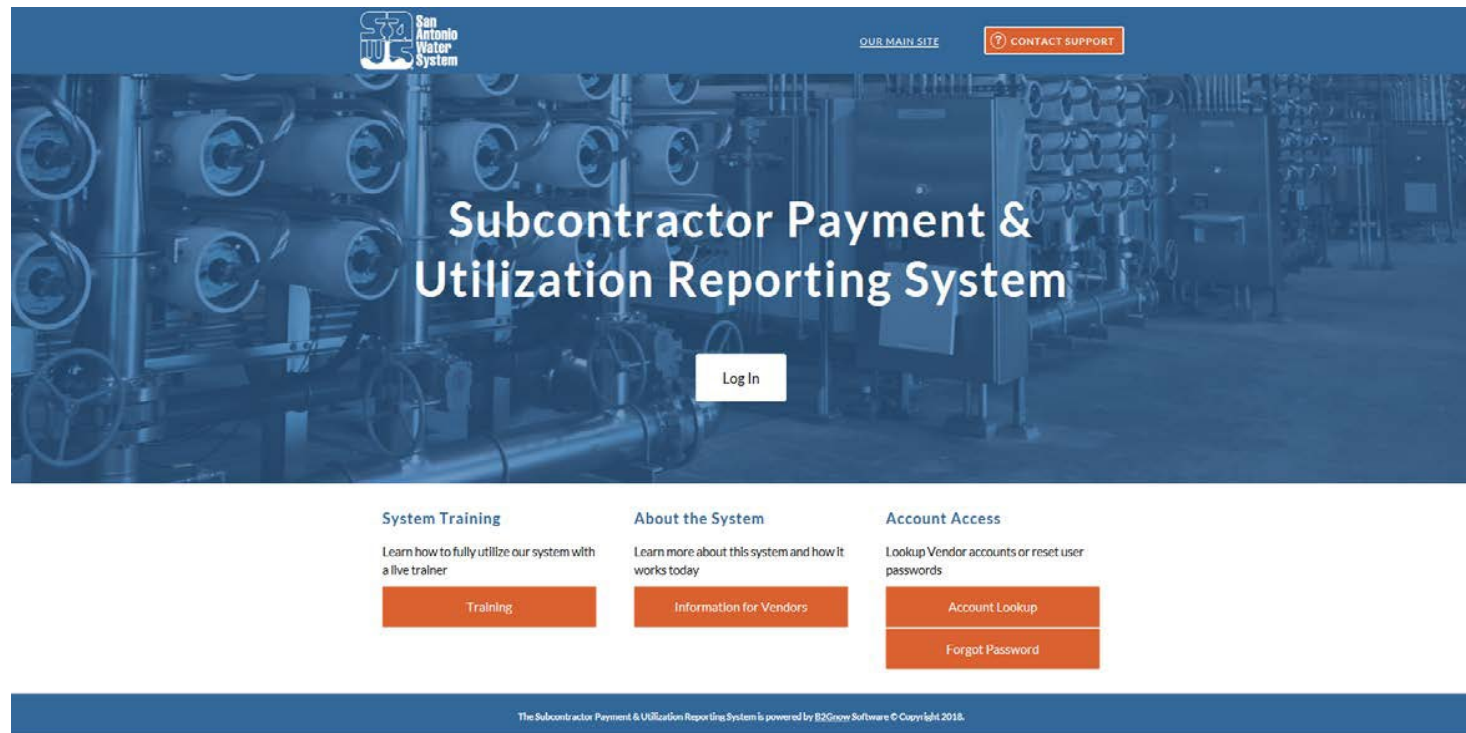 San
Antonio
Water
System
OUR MAIN SITE
? CONTACT SUPPORT
Subcontractor Payment &
Utilization Reporting System
Log In
System Training
Learn how to fully utilize our system with
a live trainer
Training
About the System
Learn more about this system and how it
works today
Information for Vendors
Account Access
Lookup Vendor accounts or reset user
passwords
Account Lookup
Forgot Password
The Subcontractor Payment & Utilization Reporting System is powered by B2Gnow Software © Copyright 2018.